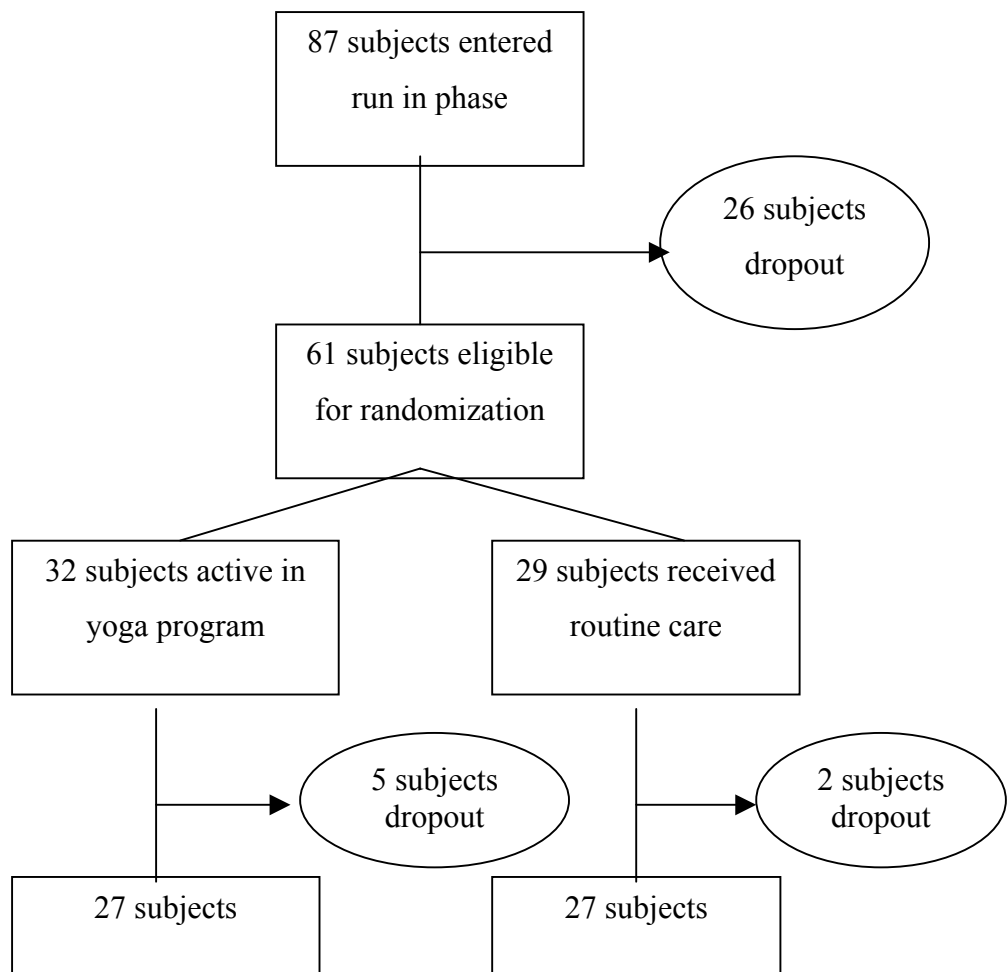 87 subjects entered
run in phase
26 subjects
dropout
61 subjects eligible
for randomization
32 subjects active in
yoga program
29 subjects received
routine care
5 subjects
dropout
2 subjects
dropout
27 subjects
27 subjects